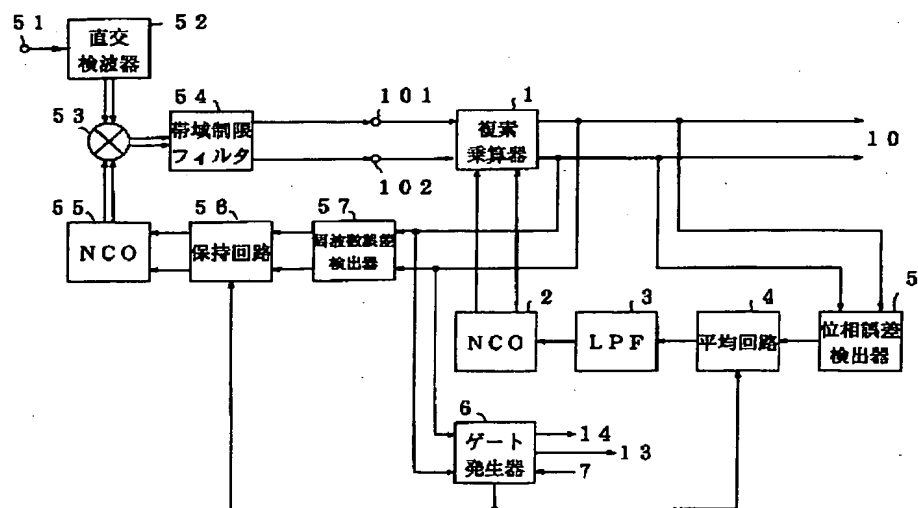 51
52
直交
検波器
53
54
帯域制限
フィルタ
101
102
1
複素
乗算器
10
55
NCO
56
保持回路
57
周波数誤差
検出器
2
NCO
3
LPF
4
平均回路
5
位相誤差
検出器
6
ゲート
発生器
14
13
7